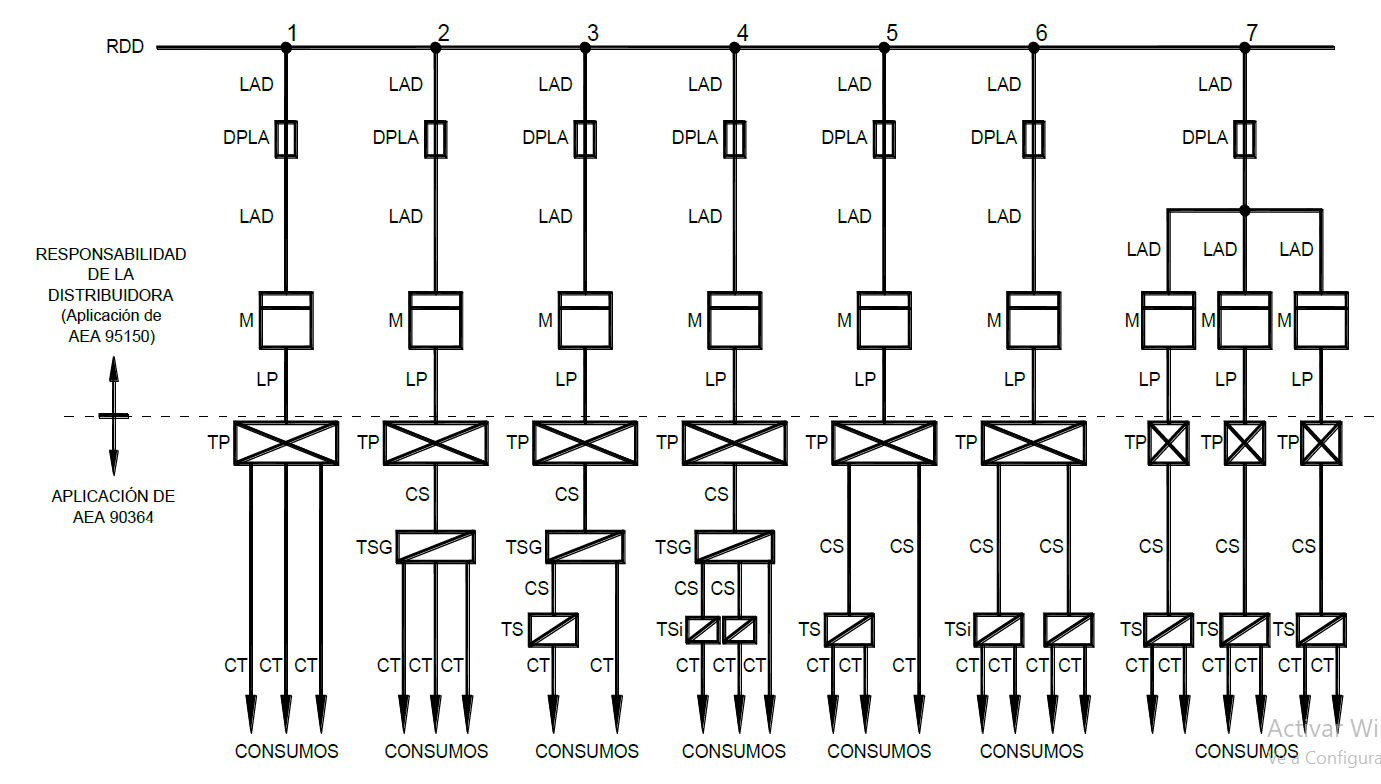 1 2 3 4 5 6 7
RDD
LAD LAD LAD LAD LAD LAD LAD
DPLA DPLA DPLA DPLA DPLA DPLA DPLA
LAD LAD LAD LAD LAD LAD
RESPONSABILIDAD
DE LA
DISTRIBUIDORA
(Aplicación de
AEA 95150)
LAD LAD LAD
M M M M M M M M M
LP LP LP LP LP LP LP LP LP
TP TP TP TP TP TP TP TP TP
APLICACIÓN DE
AEA 90364
CS CS CS
TSG TSG TSG CS CS CS CS CS CS CS
CS CS CS
TS TSi TS TSi TS TS TS
CT CT CT CT CT CT CT CT CT CT CT CT CT CT CT CT CT CT CT CT CT CT CT CT
CONSUMOS CONSUMOS CONSUMOS CONSUMOS CONSUMOS CONSUMOS CONSUMOS
Activar Wi
Ve a Configura